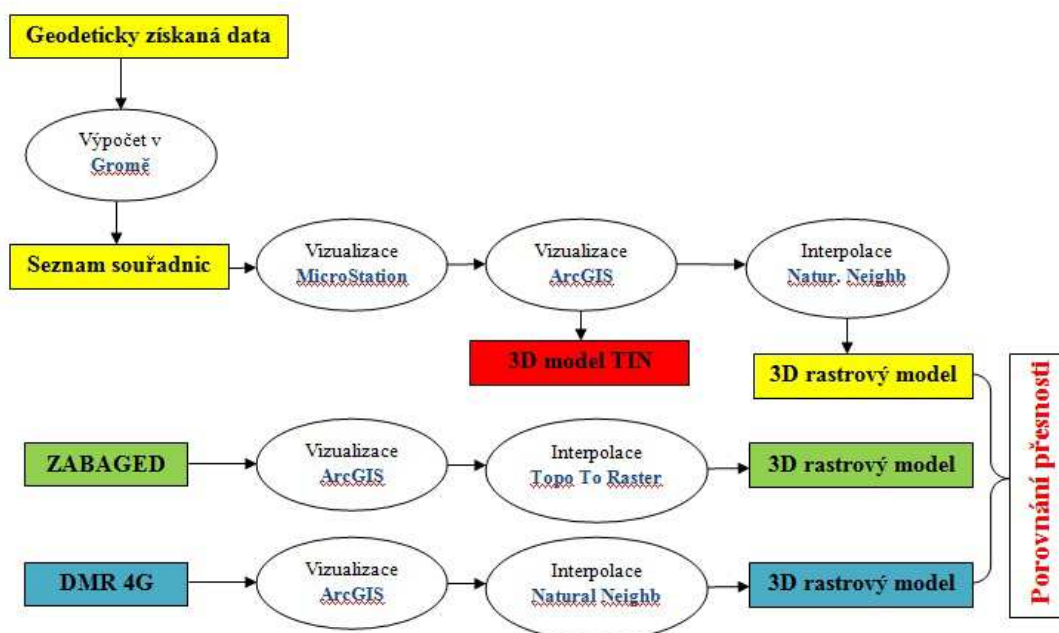 Geodeticky získaná data
Výpočet v
Gromě
Seznam souřadnic
Vizualizace
MicroStation
Vizualizace
ArcGIS
Interpolace
Natur. Neighb
3D model TIN
3D rastrový model
ZABAGED
Vizualizace
ArcGIS
Interpolace
Topo To Raster
3D rastrový model
DMR 4G
Vizualizace
ArcGIS
Interpolace
Natural Neighb
3D rastrový model
Porovnání přesnosti